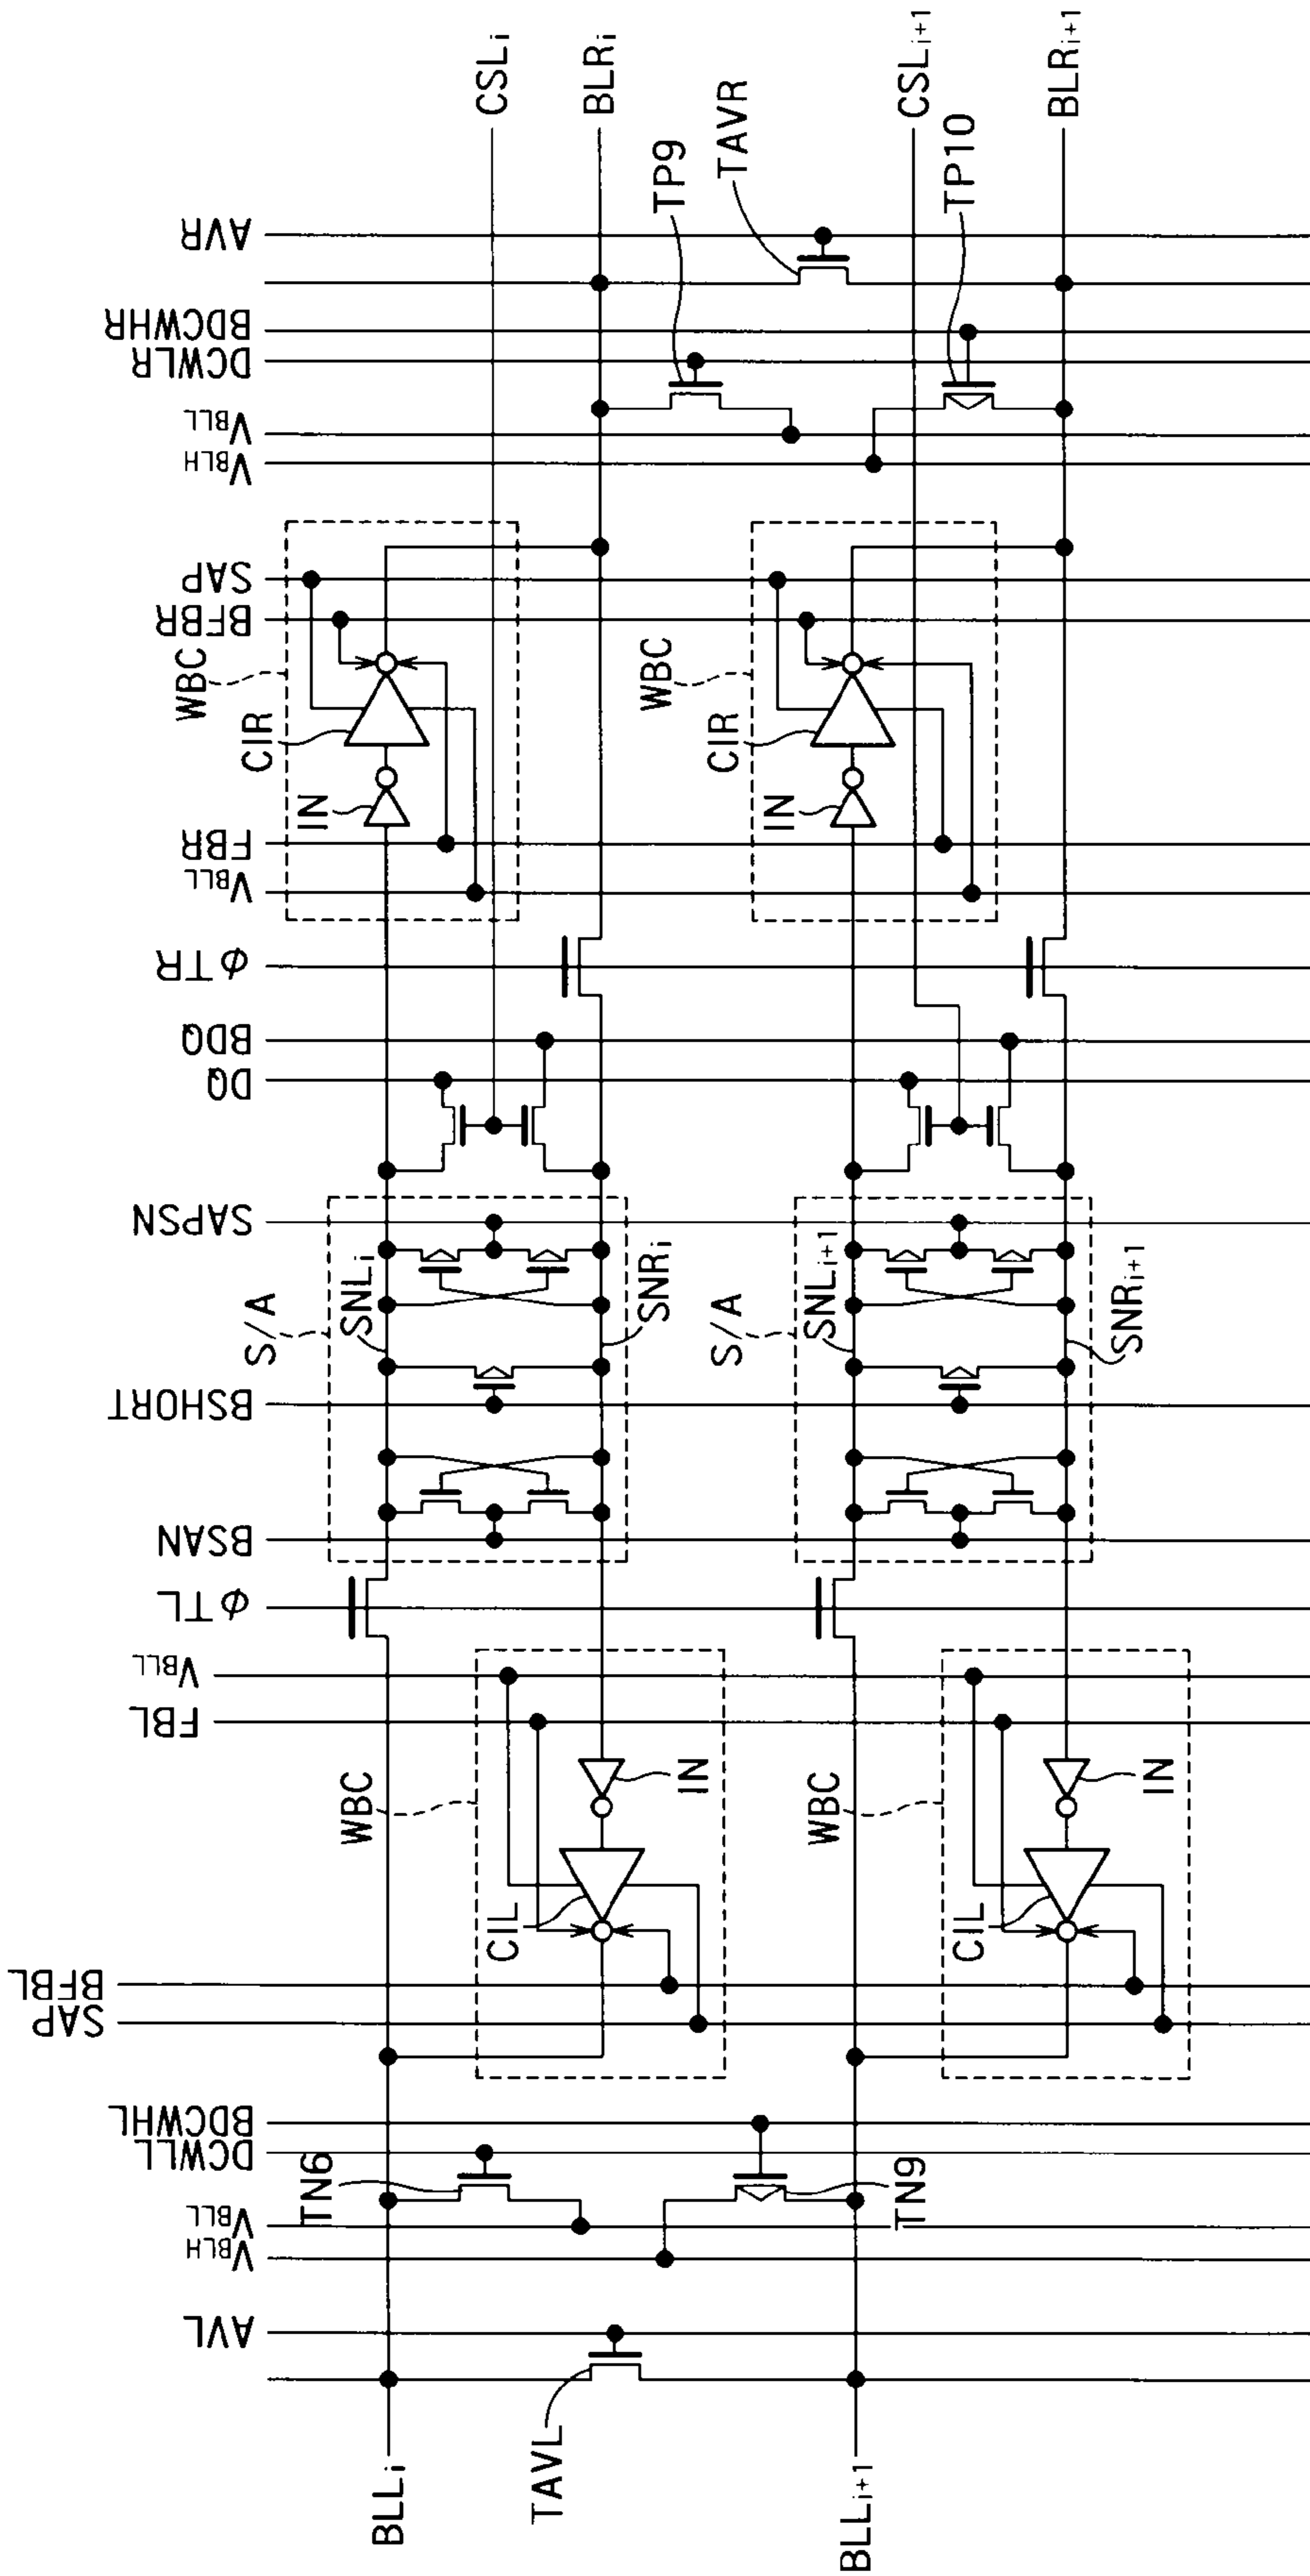 CSLi
BLRi
CSLi+1
BLRi+1
TP9
TAVR
TP10
AVR
BDCWHR
DCWLR
VBLL
VBLH
SAP
BFBR
WBC
WBC
CIR
CIR
IN
IN
FBR
VBLL
φTR
BDQ
DQ
SAPSN
S/A
SNLi
SNRi
S/A
SNLi+1
SNRi+1
BSHORT
BSAN
φTL
VBLL
FBL
WBC
IN
WBC
IN
CIL
CIL
BFBL
SAP
BDCWHL
DCWLL
TN6
TN9
VBLL
VBLH
AVL
TAVL
BLLi
BLLi+1